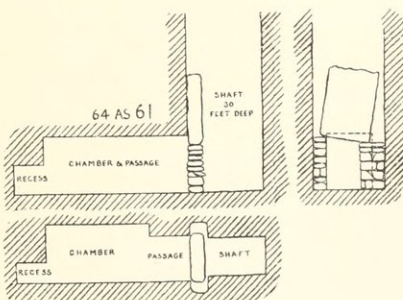 64 AS 61
SHAFT
30
FEET DEEP
CHAMBER & PASSAGE
RECESS
CHAMBER
PASSAGE
SHAFT
RECESS